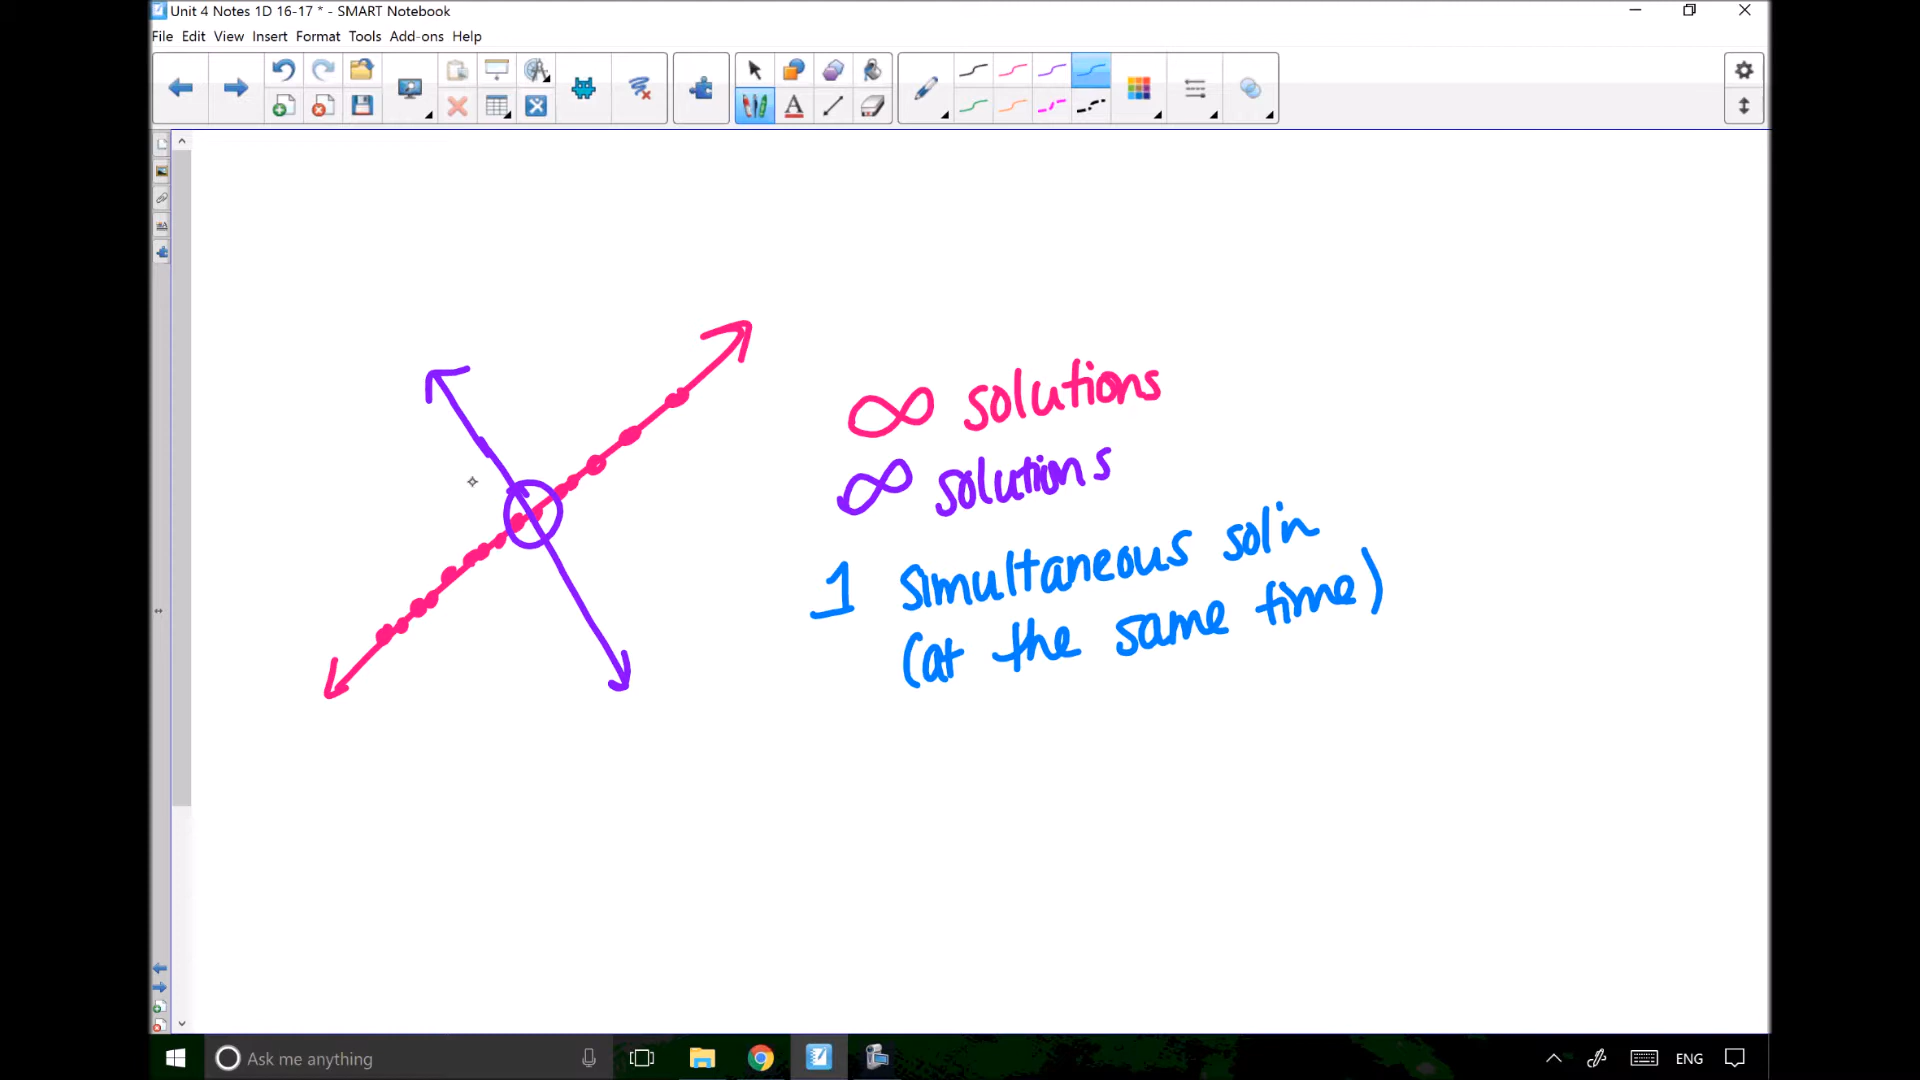 Unit 4 Notes 1D 16-17 * - SMART Notebook
File Edit View Insert Format Tools Add-ons Help
∞ solutions
∞ solutions
1 simultaneous sol'n
(at the same time)
Ask me anything
ENG